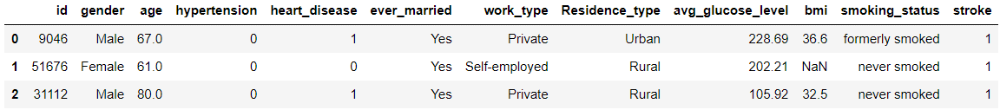 id gender age hypertension heart_disease ever_married work_type Residence_type avg_glucose_level bmi smoking_status stroke
0 9046 Male 67.0 0 1 Yes Private Urban 228.69 36.6 formerly smoked 1
1 51676 Female 61.0 0 0 Yes Self-employed Rural 202.21 NaN never smoked 1
2 31112 Male 80.0 0 1 Yes Private Rural 105.92 32.5 never smoked 1